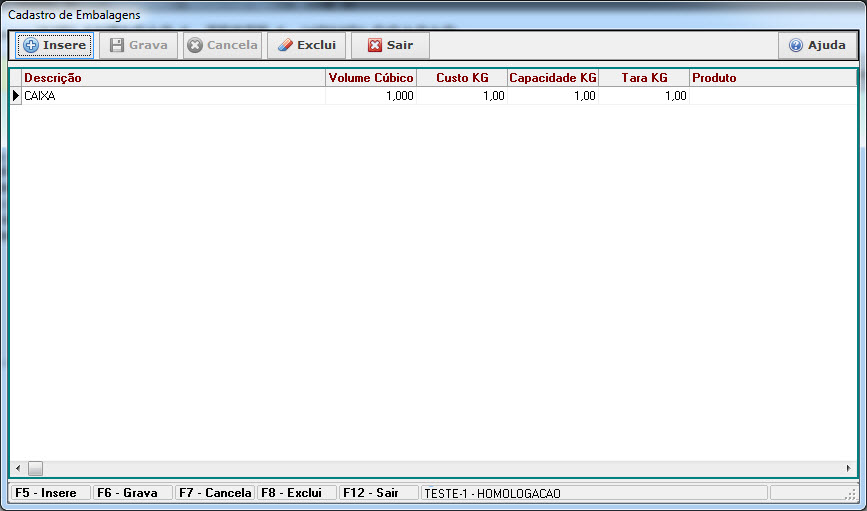 Cadastro de Embalagens
Insere Grava Cancela Exclui Sair Ajuda
Descrição Volume Cúbico Custo KG Capacidade KG Tara KG Produto
CAIXA 1,000 1,00 1,00 1,00
F5 - Insere F6 - Grava F7 - Cancela F8 - Exclui F12 - Sair TESTE-1 - HOMOLOGACAO